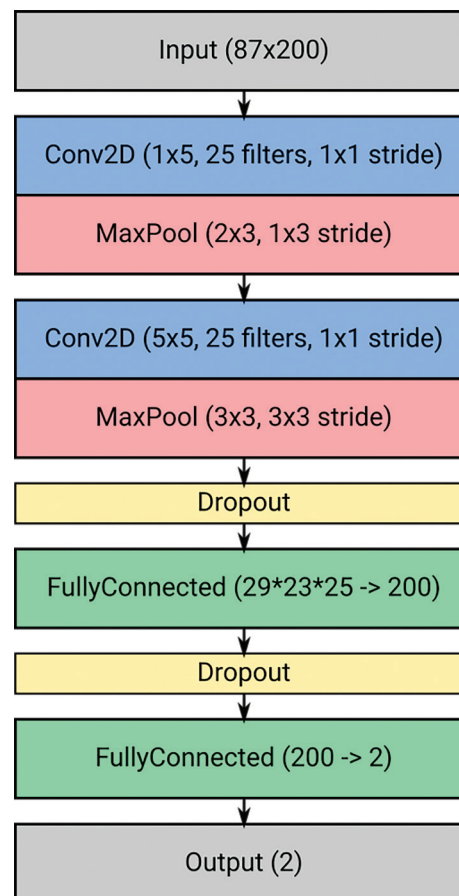 Input (87x200)
Conv2D (1x5, 25 filters, 1x1 stride)
MaxPool (2x3, 1x3 stride)
Conv2D (5x5, 25 filters, 1x1 stride)
MaxPool (3x3, 3x3 stride)
Dropout
FullyConnected (29*23*25 -> 200)
Dropout
FullyConnected (200 -> 2)
Output (2)